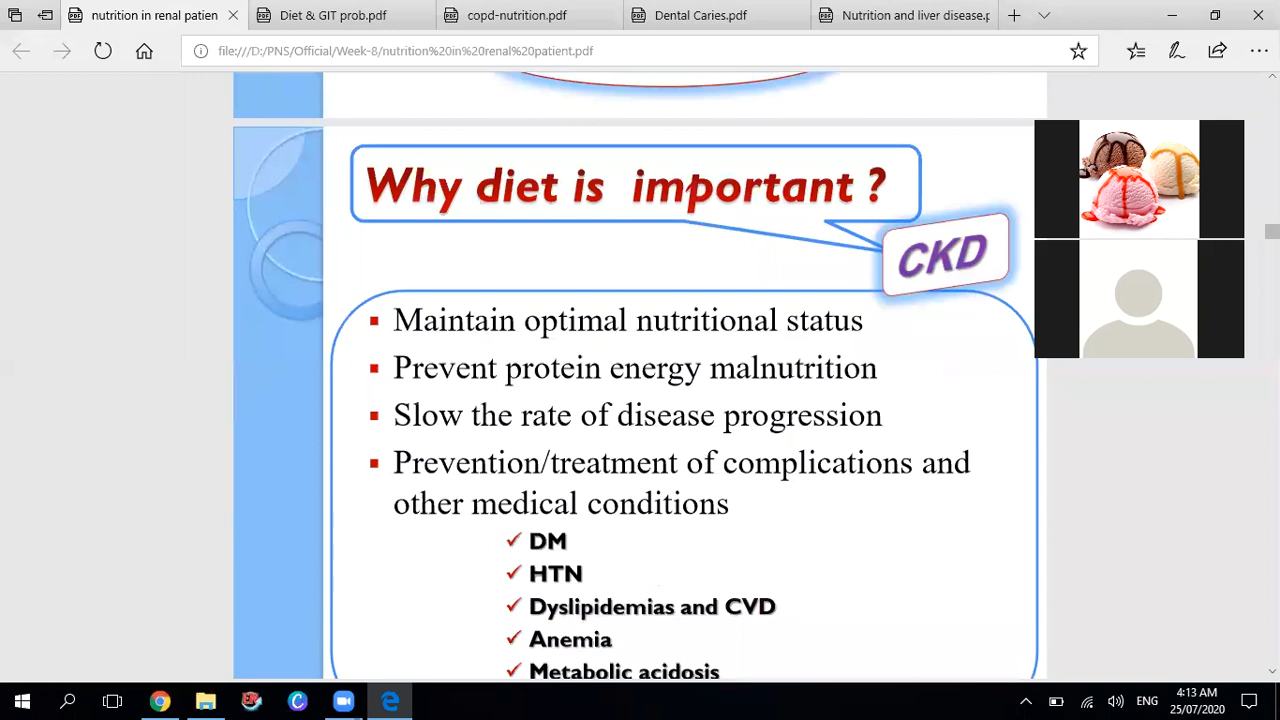 nutrition in renal patien
Diet & GIT prob.pdf
copd-nutrition.pdf
Dental Caries.pdf
Nutrition and liver disease.p
file:///D:/PNS/Official/Week-8/nutrition%20in%20renal%20patient.pdf
Why diet is important ?
CKD
Maintain optimal nutritional status
Prevent protein energy malnutrition
Slow the rate of disease progression
Prevention/treatment of complications and
other medical conditions
DM
HTN
Dyslipidemias and CVD
Anemia
Metabolic acidosis
ENG
4:13 AM
25/07/2020